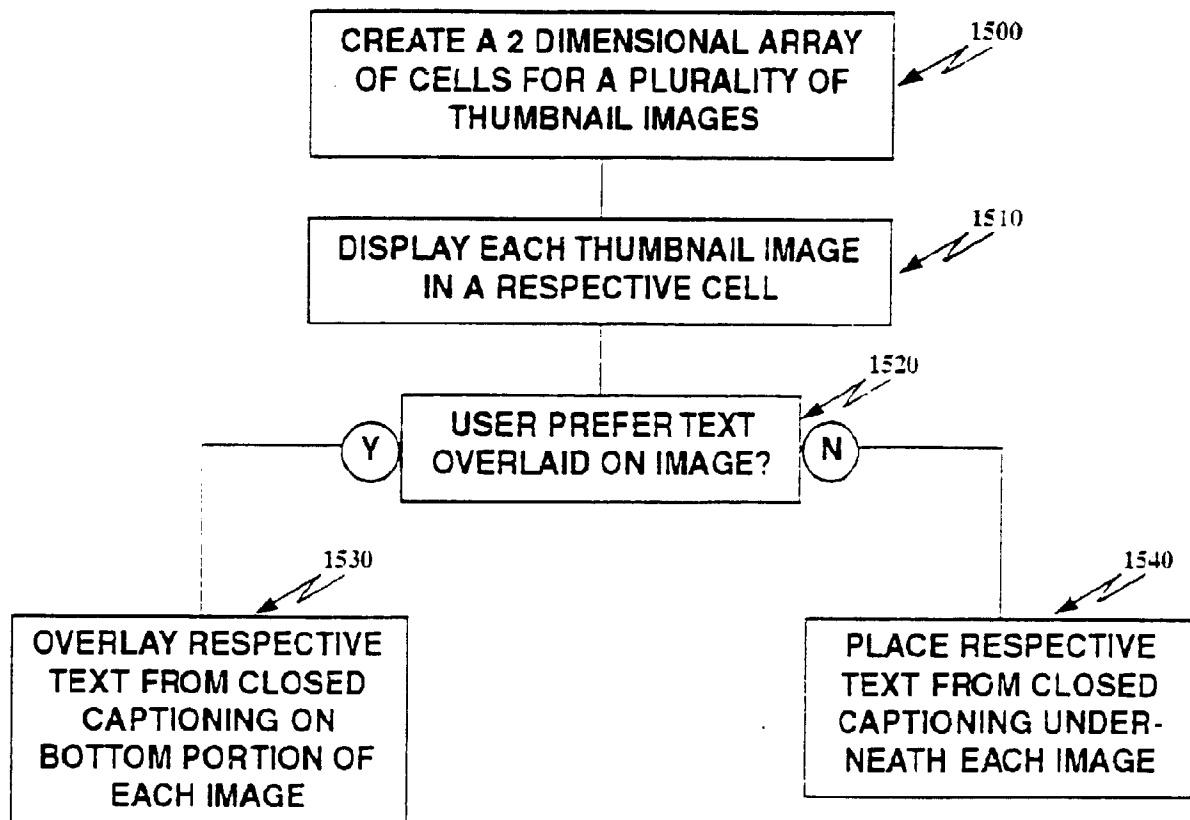 1500
CREATE A 2 DIMENSIONAL ARRAY
OF CELLS FOR A PLURALITY OF
THUMBNAIL IMAGES
1510
DISPLAY EACH THUMBNAIL IMAGE
IN A RESPECTIVE CELL
1520
USER PREFER TEXT
OVERLAID ON IMAGE?
Y
N
1530
OVERLAY RESPECTIVE
TEXT FROM CLOSED
CAPTIONING ON
BOTTOM PORTION OF
EACH IMAGE
1540
PLACE RESPECTIVE
TEXT FROM CLOSED
CAPTIONING UNDER-
NEATH EACH IMAGE